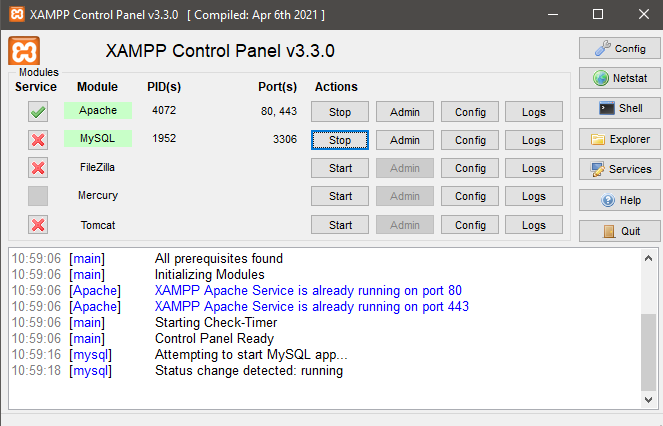 XAMPP Control Panel v3.3.0 [ Compiled: Apr 6th 2021 ]
XAMPP Control Panel v3.3.0
Config
Modules
Service Module PID(s) Port(s) Actions
Netstat
Apache 4072 80, 443 Stop Admin Config Logs
Shell
MySQL 1952 3306 Stop Admin Config Logs
Explorer
FileZilla Start Admin Config Logs
Services
Mercury Start Admin Config Logs
Help
Tomcat Start Admin Config Logs
Quit
10:59:06 [main] All prerequisites found
10:59:06 [main] Initializing Modules
10:59:06 [Apache] XAMPP Apache Service is already running on port 80
10:59:06 [Apache] XAMPP Apache Service is already running on port 443
10:59:06 [main] Starting Check-Timer
10:59:06 [main] Control Panel Ready
10:59:16 [mysql] Attempting to start MySQL app...
10:59:18 [mysql] Status change detected: running